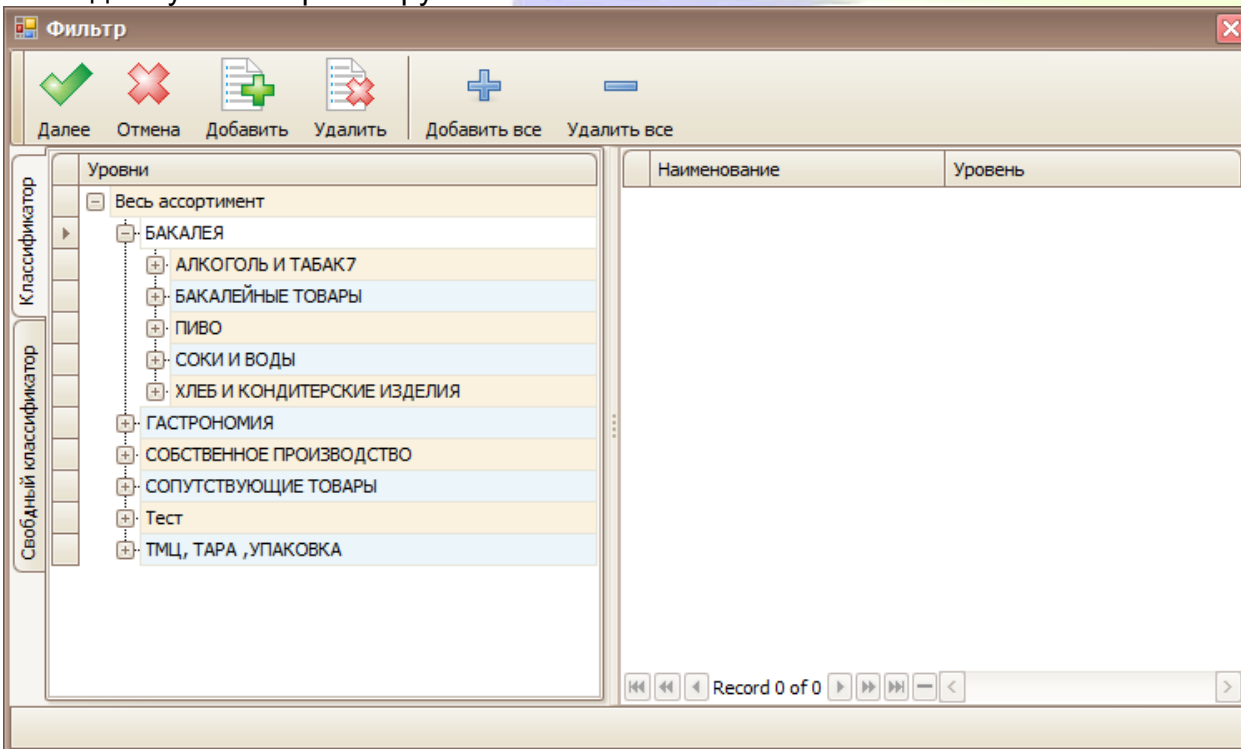 Фильтр
Далее Отмена Добавить Удалить Добавить все Удалить все
Классификатор
Свобдный классификатор
Уровни
Весь ассортимент
БАКАЛЕЯ
АЛКОГОЛЬ И ТАБАК7
БАКАЛЕЙНЫЕ ТОВАРЫ
ПИВО
СОКИ И ВОДЫ
ХЛЕБ И КОНДИТЕРСКИЕ ИЗДЕЛИЯ
ГАСТРОНОМИЯ
СОБСТВЕННОЕ ПРОИЗВОДСТВО
СОПУТСТВУЮЩИЕ ТОВАРЫ
Тест
ТМЦ, ТАРА ,УПАКОВКА
Наименование Уровень
Record 0 of 0